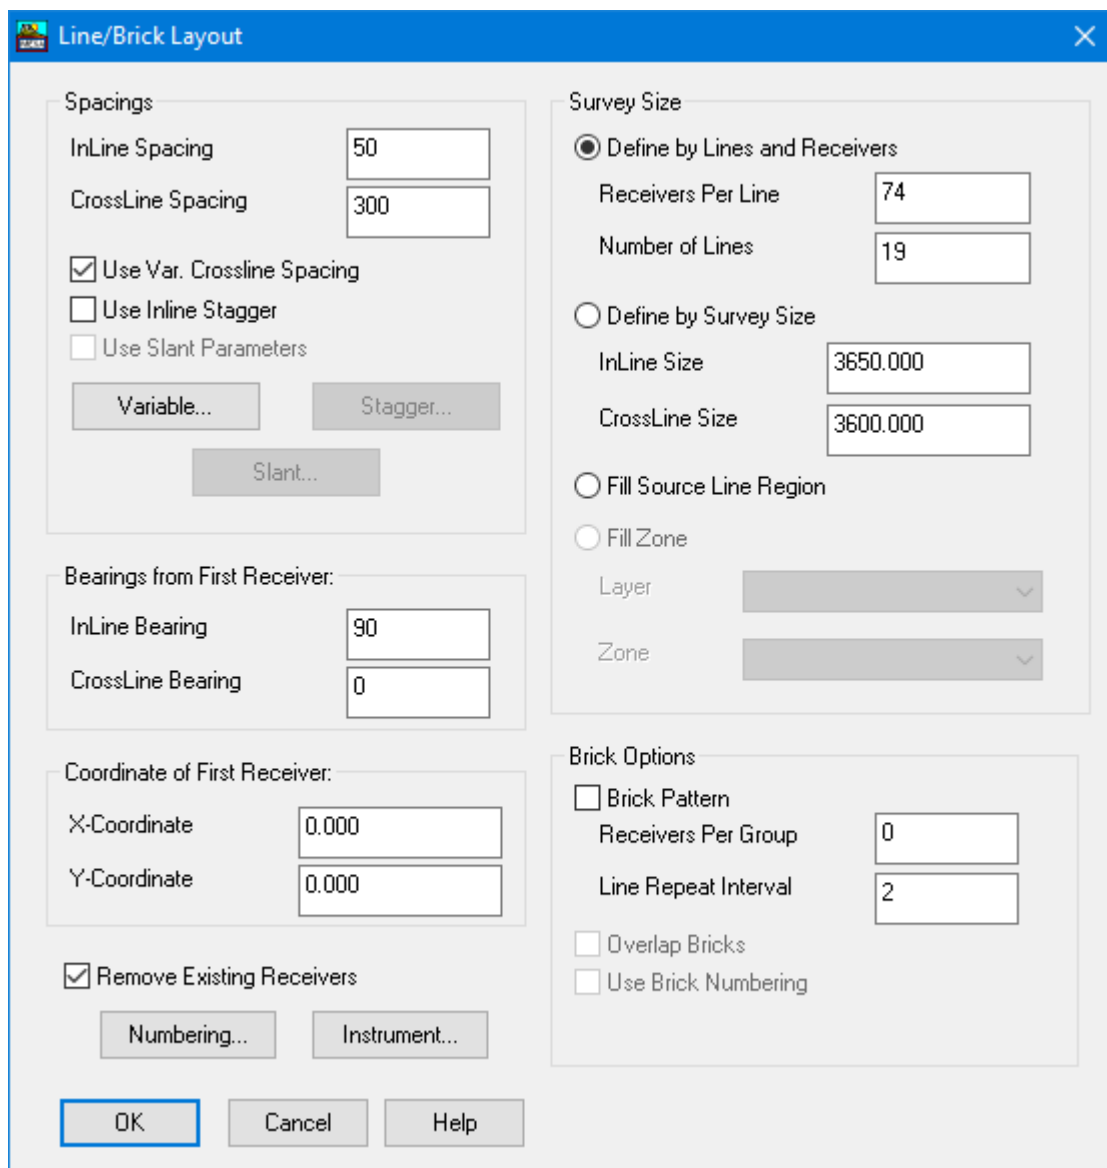 Line/Brick Layout
Spacings
InLine Spacing 50
CrossLine Spacing 300
Use Var. Crossline Spacing
Use Inline Stagger
Use Slant Parameters
Variable... Stagger...
Slant...
Bearings from First Receiver:
InLine Bearing 90
CrossLine Bearing 0
Coordinate of First Receiver:
X-Coordinate 0.000
Y-Coordinate 0.000
Remove Existing Receivers
Numbering... Instrument...
OK Cancel Help
Survey Size
Define by Lines and Receivers
Receivers Per Line 74
Number of Lines 19
Define by Survey Size
InLine Size 3650.000
CrossLine Size 3600.000
Fill Source Line Region
Fill Zone
Layer
Zone
Brick Options
Brick Pattern
Receivers Per Group 0
Line Repeat Interval 2
Overlap Bricks
Use Brick Numbering